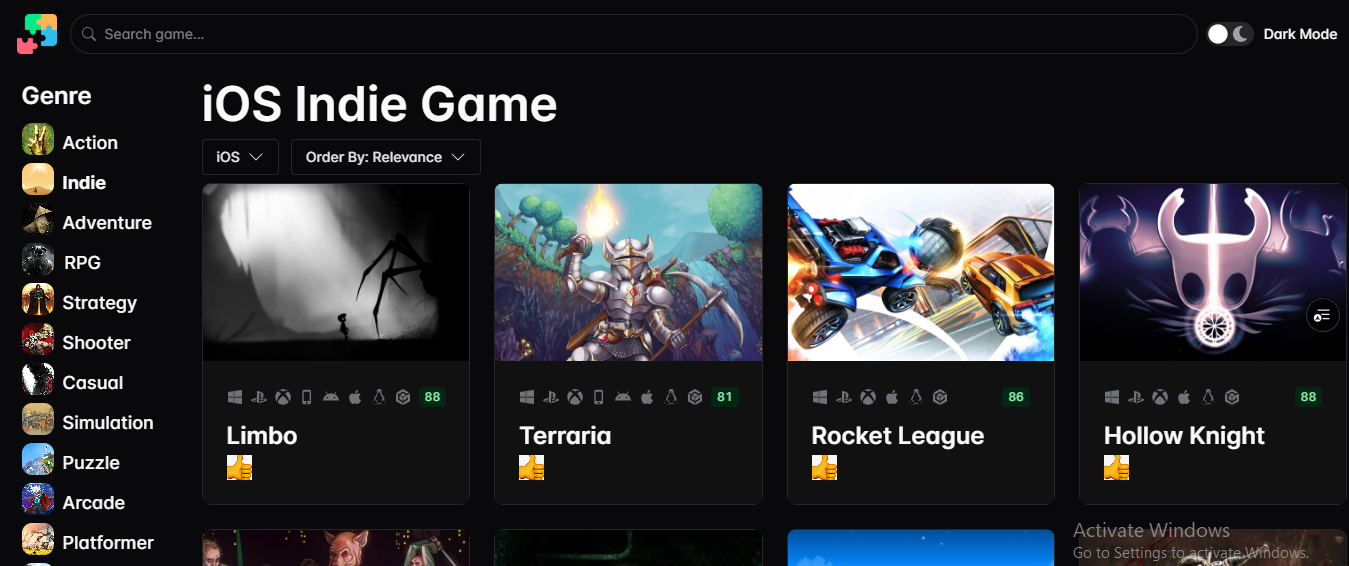 Search game...
Dark Mode
Genre
Action
Indie
Adventure
RPG
Strategy
Shooter
Casual
Simulation
Puzzle
Arcade
Platformer
iOS Indie Game
iOS
Order By: Relevance
88
Limbo
81
Terraria
86
Rocket League
88
Hollow Knight
Activate Windows
Go to Settings to activate Windows.